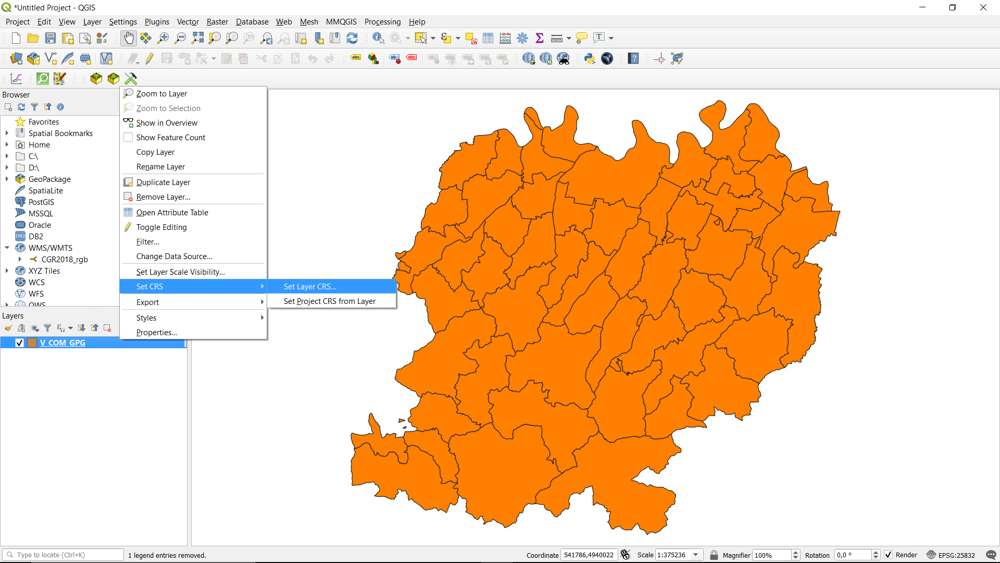 *Untitled Project - QGIS
Project Edit View Layer Settings Plugins Vector Raster Database Web Mesh MMQGIS Processing Help
Browser
Favorites
Spatial Bookmarks
Home
C:\
D:\
GeoPackage
SpatiaLite
PostGIS
MSSQL
Oracle
DB2
WMS/WMTS
CGR2018_rgb
XYZ Tiles
WCS
WFS
OWS
Layers
V_COM_GPG
Zoom to Layer
Zoom to Selection
Show in Overview
Show Feature Count
Copy Layer
Rename Layer
Duplicate Layer
Remove Layer...
Open Attribute Table
Toggle Editing
Filter...
Change Data Source...
Set Layer Scale Visibility...
Set CRS
Export
Styles
Properties...
Set Layer CRS...
Set Project CRS from Layer
Type to locate (Ctrl+K) 1 legend entries removed. Coordinate 541786,4940022 Scale 1:375236 Magnifier 100% Rotation 0,0 ° Render EPSG:25832